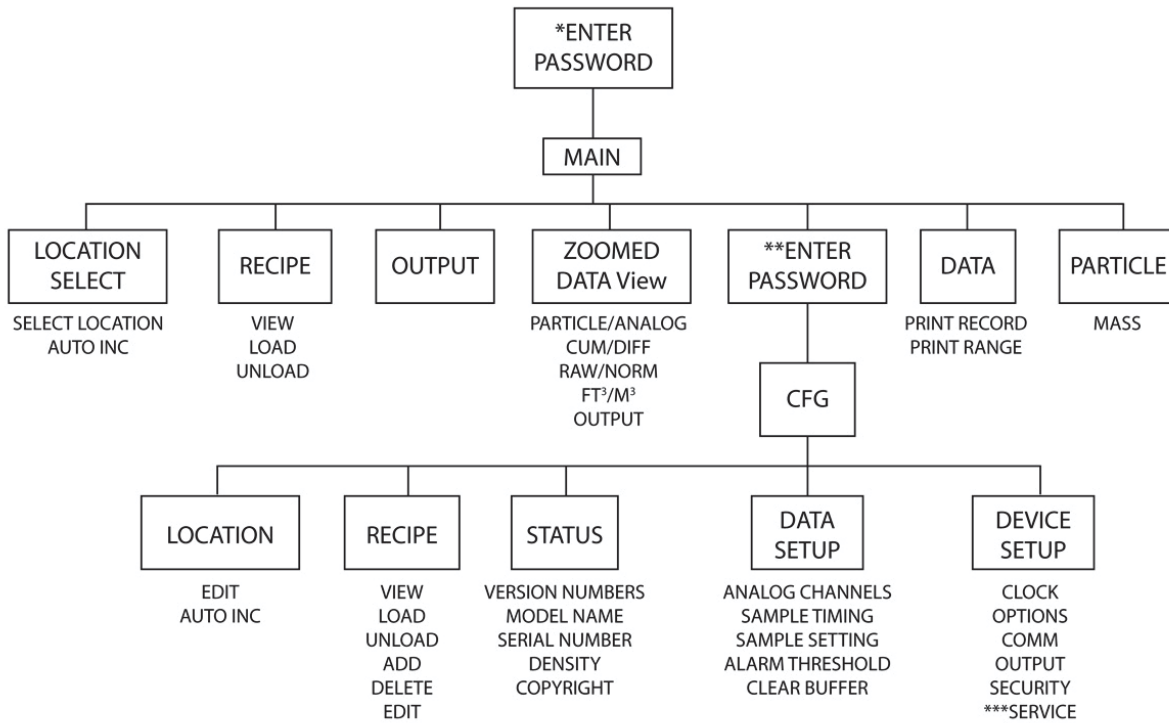 *ENTER
PASSWORD
MAIN
LOCATION
SELECT
SELECT LOCATION
AUTO INC
RECIPE
VIEW
LOAD
UNLOAD
OUTPUT
ZOOMED
DATA View
PARTICLE/ANALOG
CUM/DIFF
RAW/NORM
FT³/M³
OUTPUT
**ENTER
PASSWORD
DATA
PRINT RECORD
PRINT RANGE
PARTICLE
MASS
CFG
LOCATION
EDIT
AUTO INC
RECIPE
VIEW
LOAD
UNLOAD
ADD
DELETE
EDIT
STATUS
VERSION NUMBERS
MODEL NAME
SERIAL NUMBER
DENSITY
COPYRIGHT
DATA
SETUP
ANALOG CHANNELS
SAMPLE TIMING
SAMPLE SETTING
ALARM THRESHOLD
CLEAR BUFFER
DEVICE
SETUP
CLOCK
OPTIONS
COMM
OUTPUT
SECURITY
***SERVICE